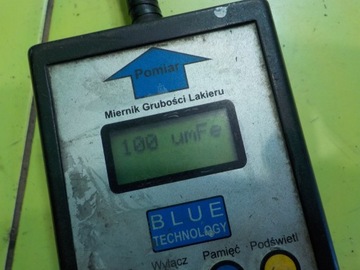 Pomiar
Miernik Grubości Lakieru
100 umFe
BLUE
TECHNOLOGY
Wyłącz Pamięć Podświetl